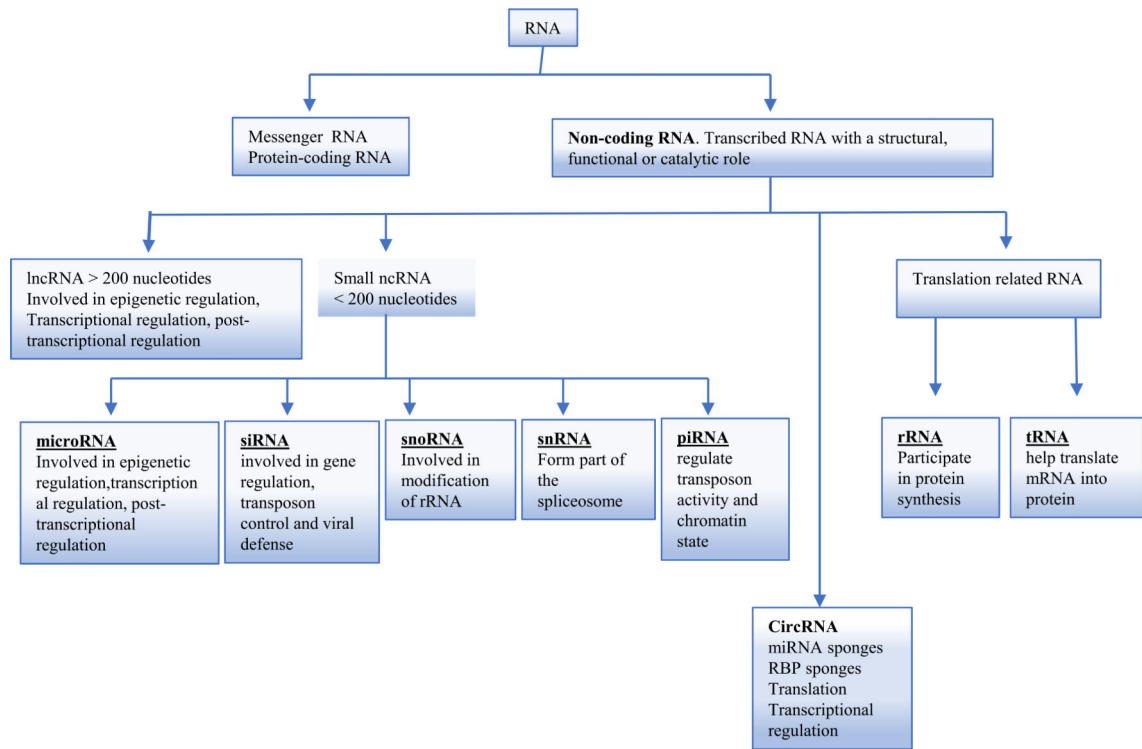 RNA
Messenger RNA
Protein-coding RNA
Non-coding RNA. Transcribed RNA with a structural,
functional or catalytic role
lncRNA > 200 nucleotides
Involved in epigenetic regulation,
Transcriptional regulation, post-
transcriptional regulation
Small ncRNA
< 200 nucleotides
Translation related RNA
microRNA
Involved in epigenetic
regulation,transcription
al regulation, post-
transcriptional
regulation
siRNA
involved in gene
regulation,
transposon
control and viral
defense
snoRNA
Involved in
modification
of rRNA
snRNA
Form part of
the
spliceosome
piRNA
regulate
transposon
activity and
chromatin
state
rRNA
Participate
in protein
synthesis
tRNA
help translate
mRNA into
protein
CircRNA
miRNA sponges
RBP sponges
Translation
Transcriptional
regulation